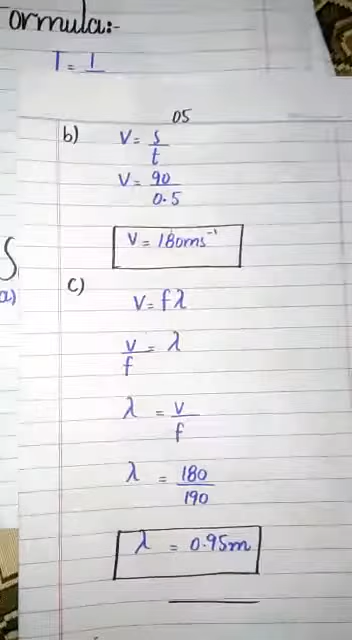 ormula:-
T = 1
05
b) V = s/t
V = 90/0.5
V = 180ms⁻¹
a)
c) V = fλ
v/f = λ
λ = v/f
λ = 180/190
λ = 0.95m